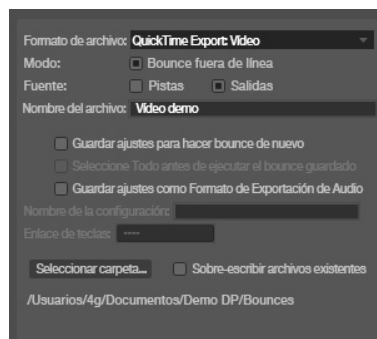 Formato de archivo: QuickTime Export: Vídeo
Modo: Bounce fuera de línea
Fuente: Pistas Salidas
Nombre del archivo: Vídeo demo
Guardar ajustes para hacer bounce de nuevo
Seleccione Todo antes de ejecutar el bounce guardado
Guardar ajustes como Formato de Exportación de Audio
Nombre de la configuración:
Enlace de teclas: ----
Seleccionar carpeta... Sobre-escribir archivos existentes
/Usuarios/4g/Documentos/Demo DP/Bounces